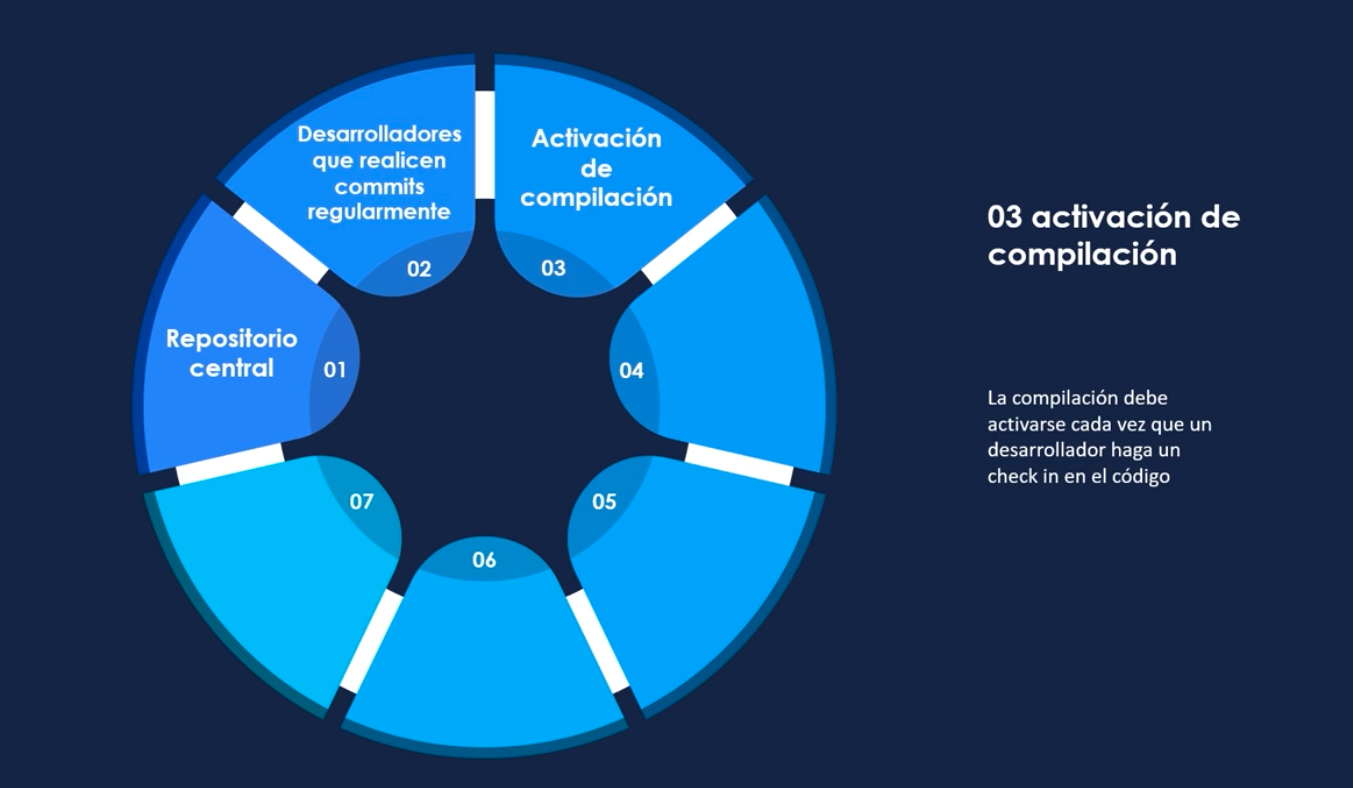 Desarrolladores
que realicen
commits
regularmente
02
Activación
de
compilación
03
Repositorio
central
01
04
05
06
07
03 activación de
compilación
La compilación debe
activarse cada vez que un
desarrollador haga un
check in en el código